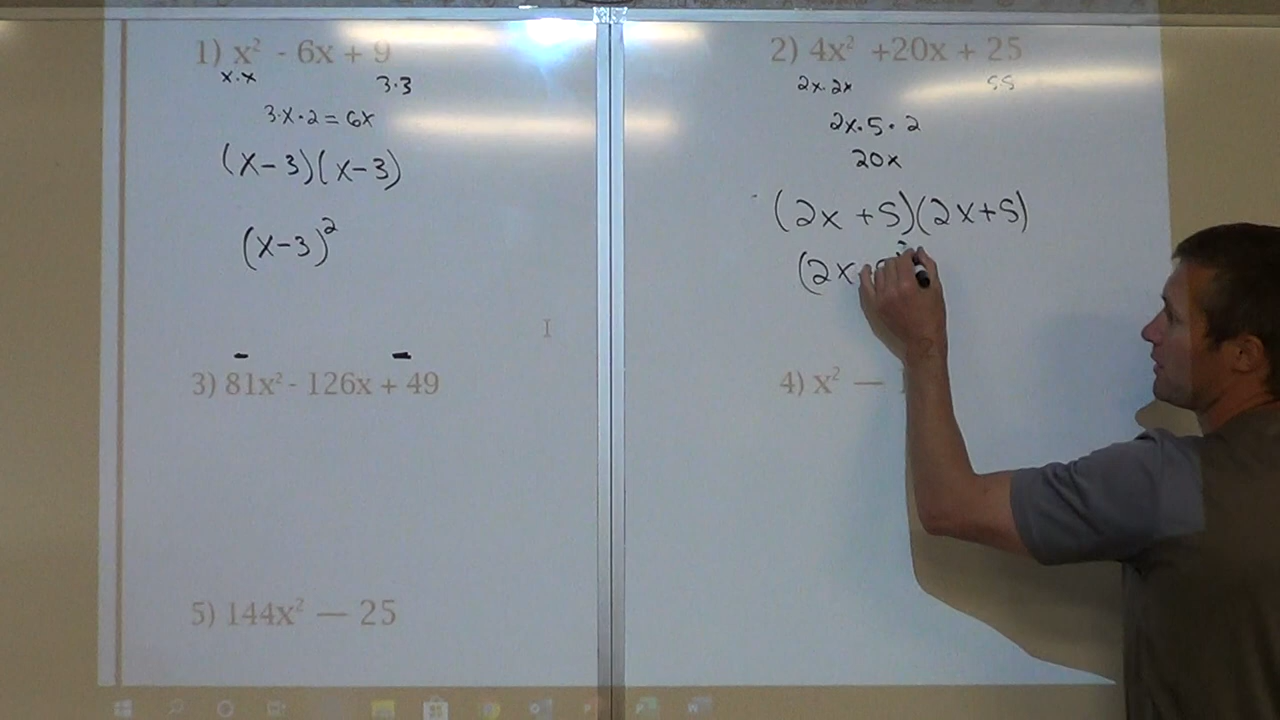 1) x² - 6x + 9
x·x 3·3
3·x·2 = 6x
(x-3)(x-3)
(x-3)²
2) 4x² +20x + 25
2x·2x 5 5
2x·5·2
20x
(2x +5)(2x+5)
(2x
3) 81x² - 126x + 49
4) x² —
5) 144x² — 25